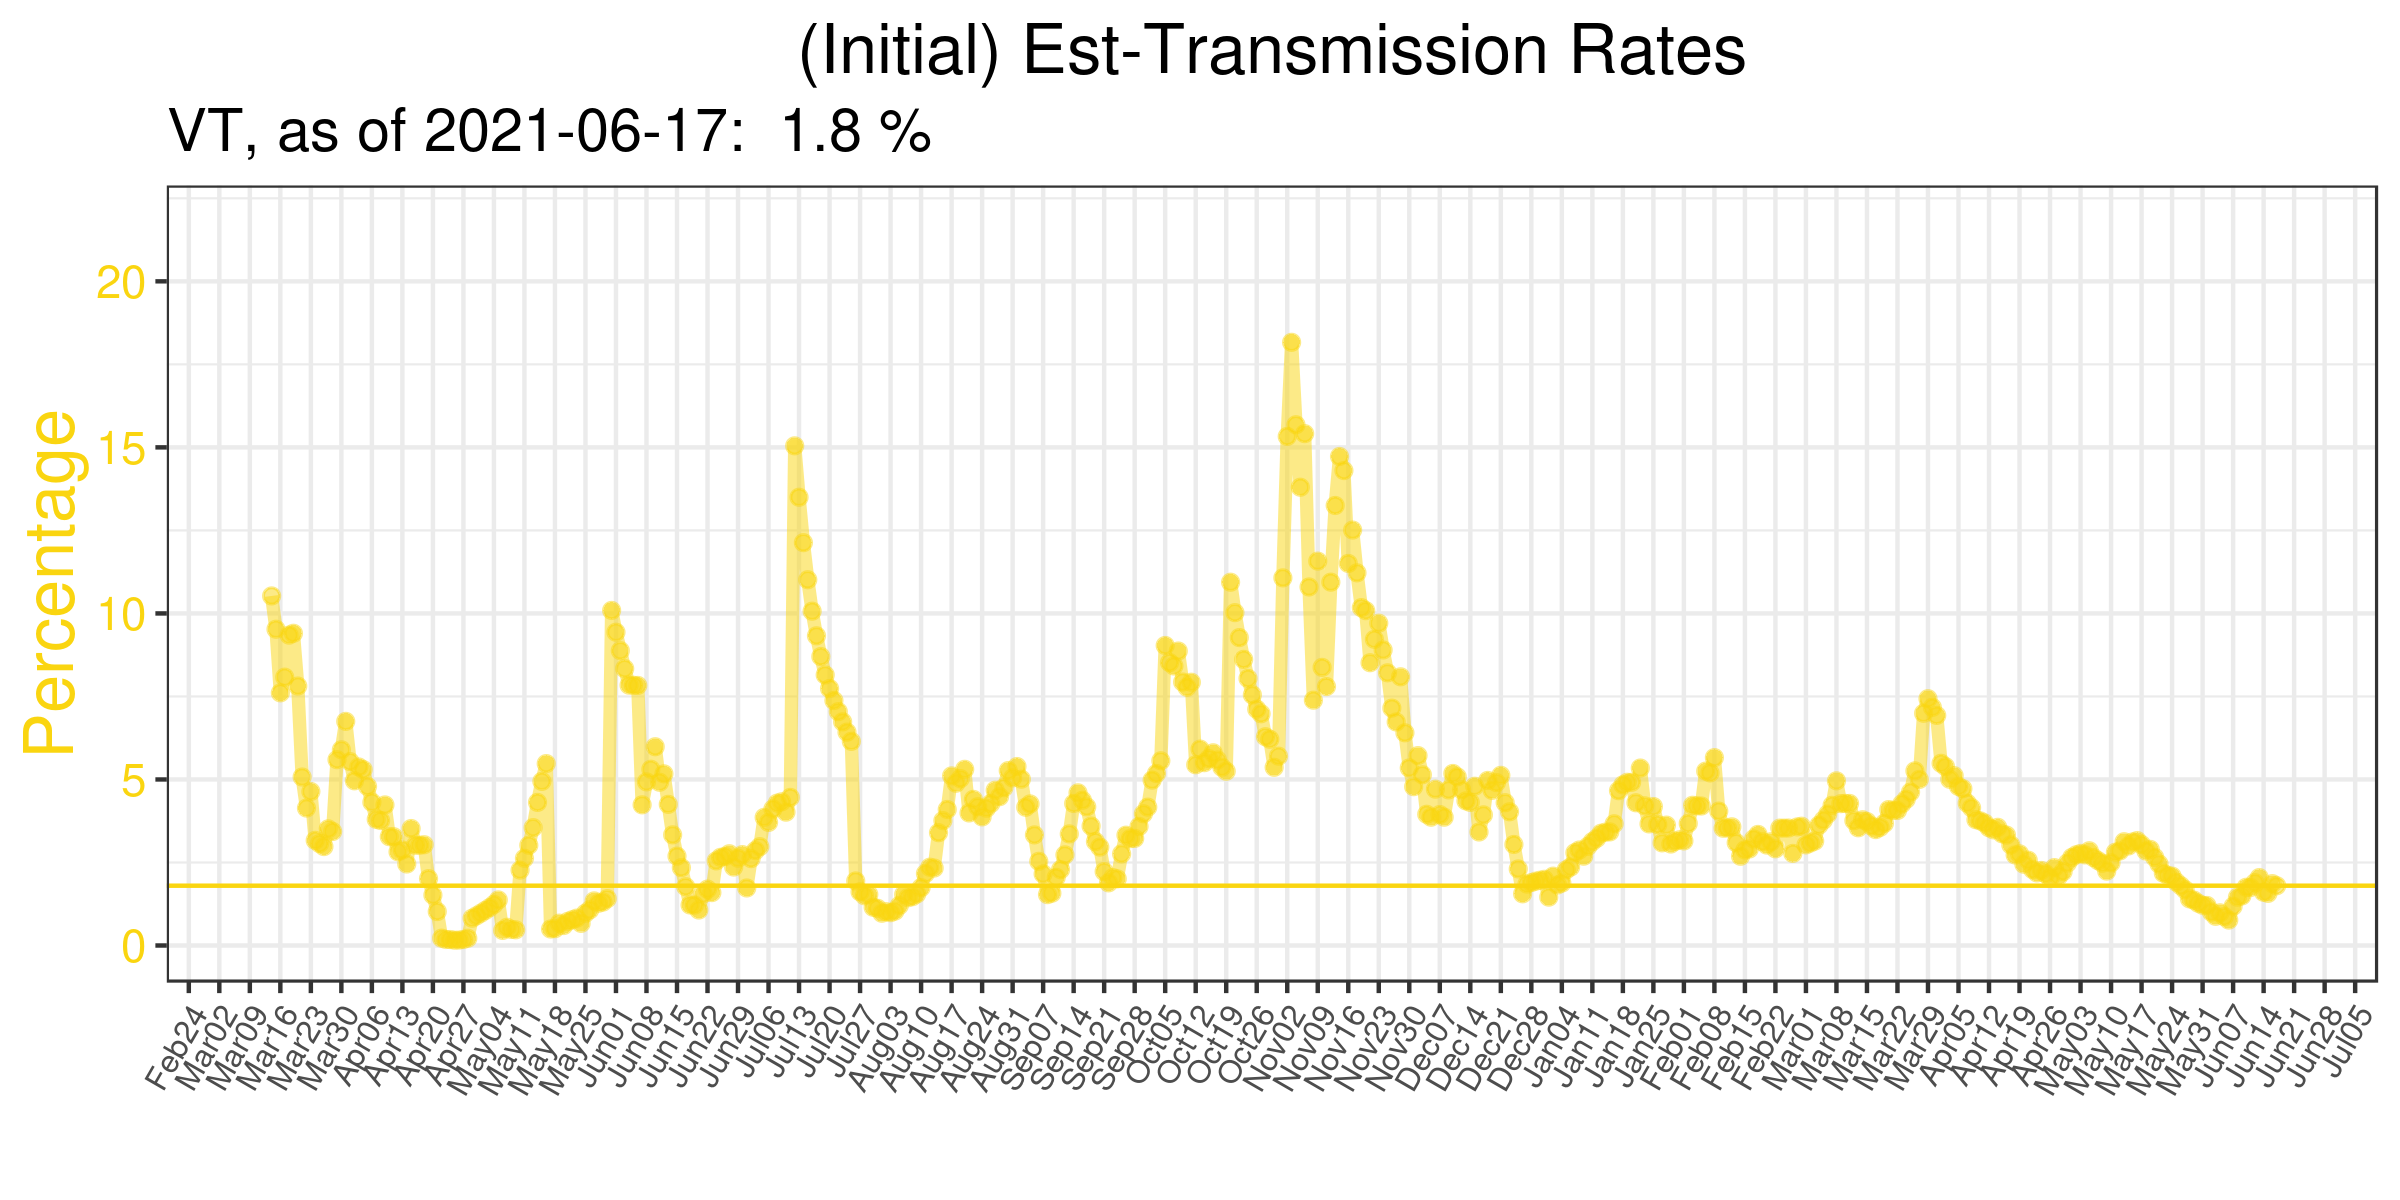 (Initial) Est-Transmission Rates
VT, as of 2021-06-17:  1.8 %
Percentage
20
15
10
5
0
Feb24
Mar02
Mar09
Mar16
Mar23
Mar30
Apr06
Apr13
Apr20
Apr27
May04
May11
May18
May25
Jun01
Jun08
Jun15
Jun22
Jun29
Jul06
Jul13
Jul20
Jul27
Aug03
Aug10
Aug17
Aug24
Aug31
Sep07
Sep14
Sep21
Sep28
Oct05
Oct12
Oct19
Oct26
Nov02
Nov09
Nov16
Nov23
Nov30
Dec07
Dec14
Dec21
Dec28
Jan04
Jan11
Jan18
Jan25
Feb01
Feb08
Feb15
Feb22
Mar01
Mar08
Mar15
Mar22
Mar29
Apr05
Apr12
Apr19
Apr26
May03
May10
May17
May24
May31
Jun07
Jun14
Jun21
Jun28
Jul05